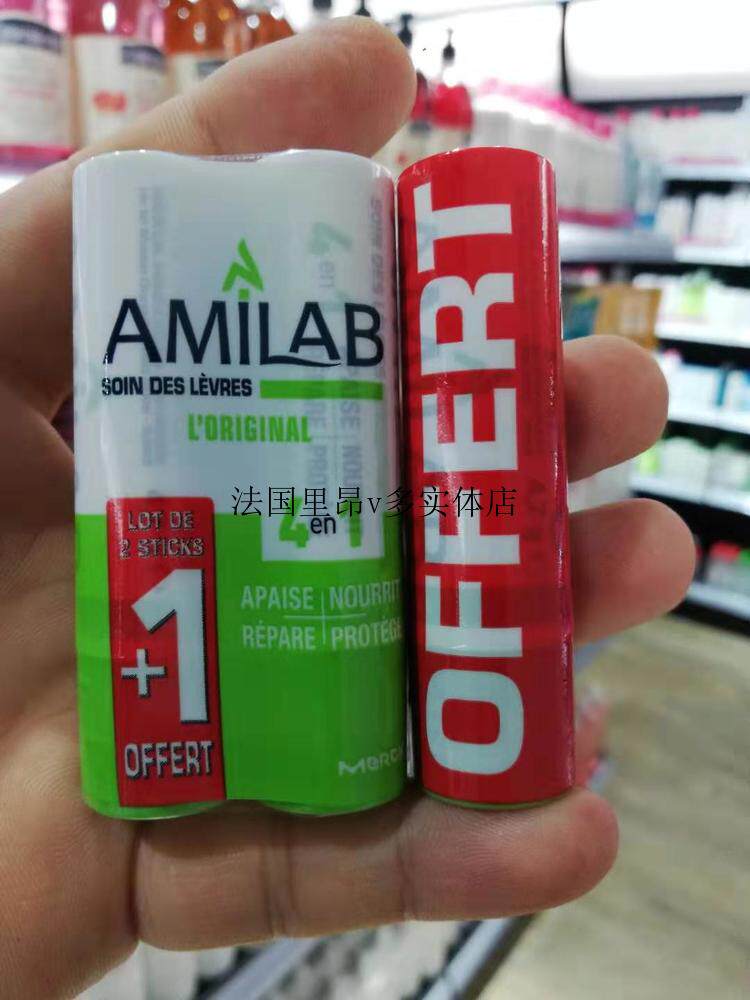 AMILAB
SOIN DES LÈVRES
L'ORIGINAL
4 en 1
LOT DE
2 STICKS
+1
OFFERT
APAISE NOURRIT
RÉPARE PROTÈGE
Merck
OFFERT
法国里昂v多实体店